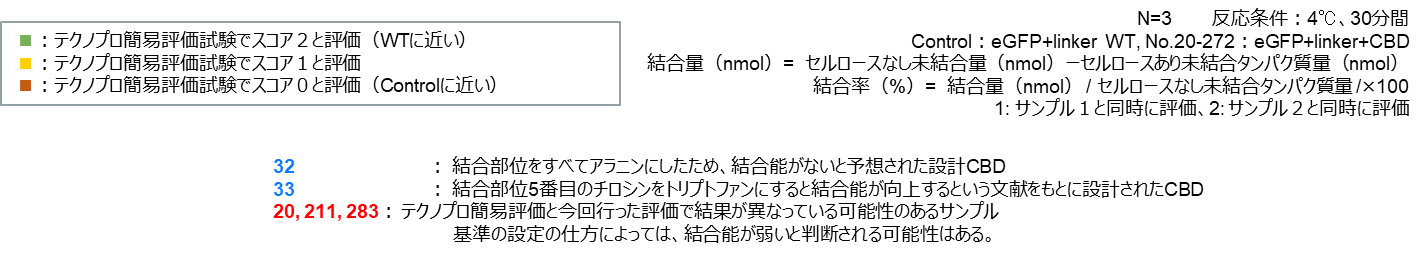 ■：テクノプロ簡易評価試験でスコア２と評価（WTに近い）
■：テクノプロ簡易評価試験でスコア１と評価
■：テクノプロ簡易評価試験でスコア０と評価（Controlに近い）
N=3　　反応条件：4℃、30分間
Control：eGFP+linker WT, No.20-272：eGFP+linker+CBD
結合量（nmol）= セルロースなし未結合量（nmol）－セルロースあり未結合タンパク質量（nmol）
結合率（%）= 結合量（nmol）/ セルロースなし未結合タンパク質量/×100
1: サンプル１と同時に評価、2: サンプル２と同時に評価
32　　　　　　：結合部位をすべてアラニンにしたため、結合能がないと予想された設計CBD
33　　　　　　：結合部位5番目のチロシンをトリプトファンにすると結合能が向上するという文献をもとに設計されたCBD
20, 211, 283：テクノプロ簡易評価と今回行った評価で結果が異なっている可能性のあるサンプル
基準の設定の仕方によっては、結合能が弱いと判断される可能性はある。